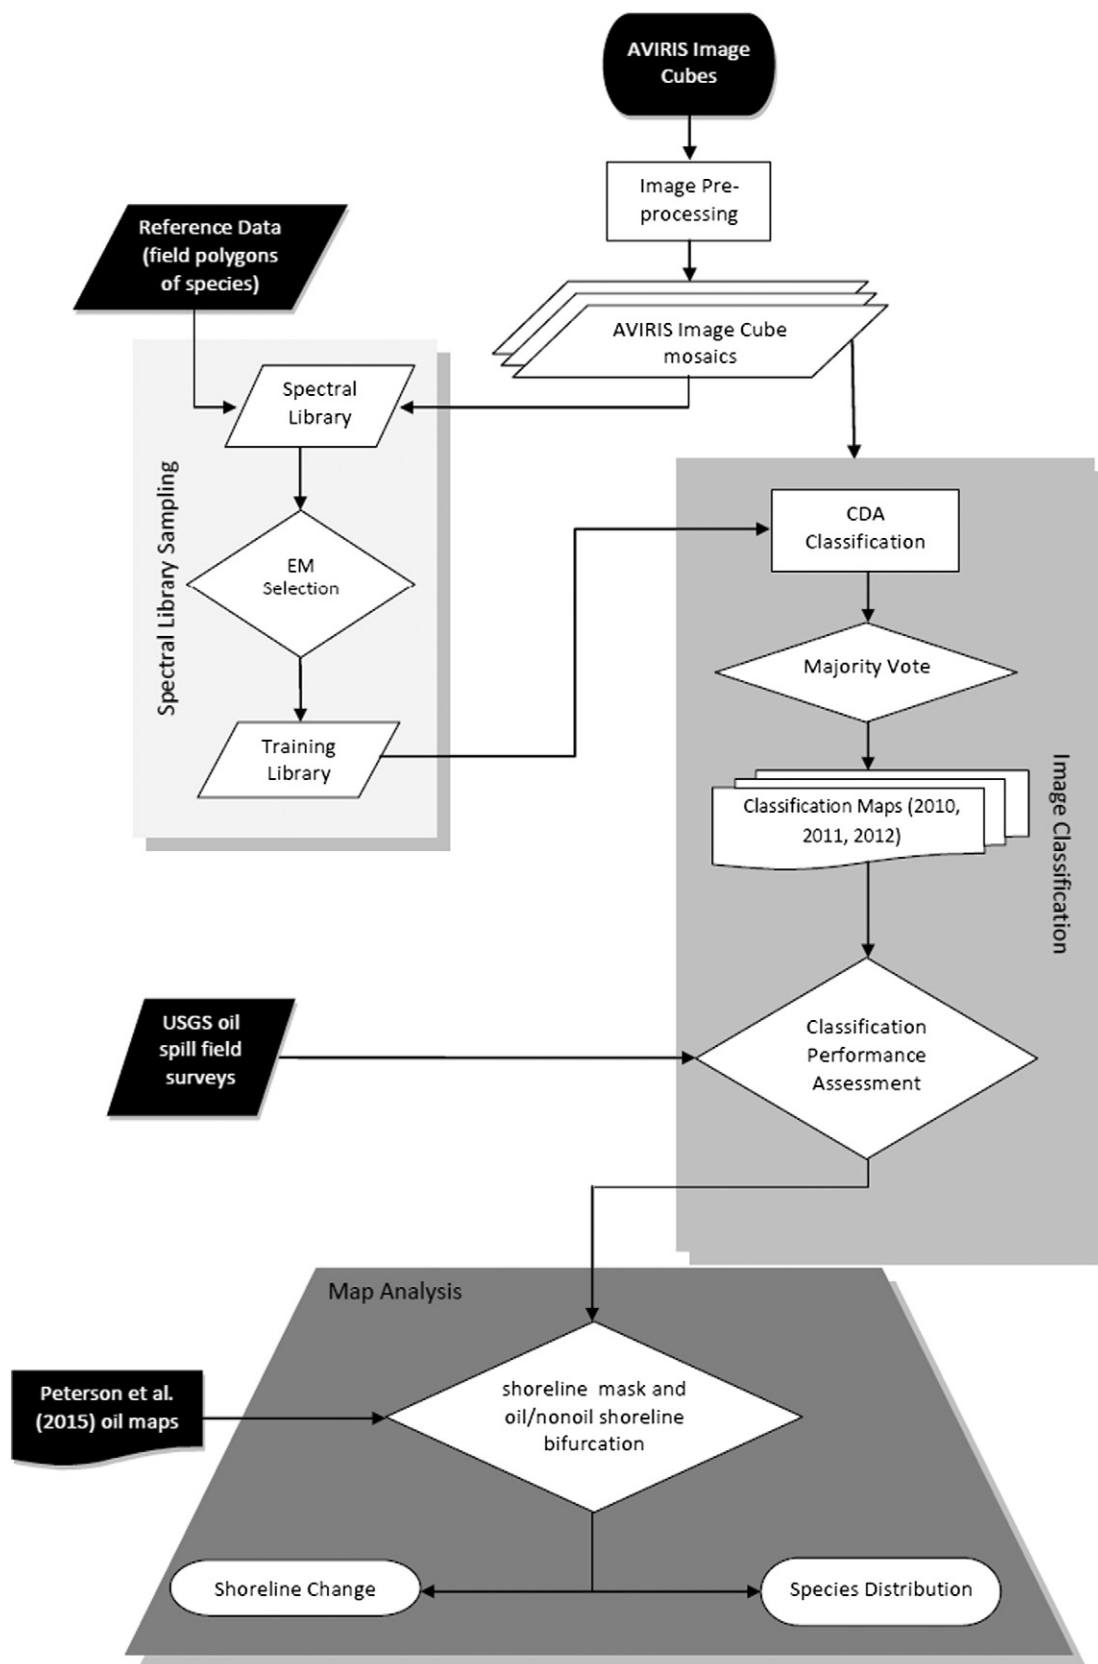 AVIRIS Image
Cubes
Image Pre-
processing
Reference Data
(field polygons
of species)
AVIRIS Image Cube
mosaics
Spectral
Library
Spectral Library Sampling
EM
Selection
Training
Library
CDA
Classification
Majority Vote
Classification Maps (2010,
2011, 2012)
Image Classification
USGS oil
spill field
surveys
Classification
Performance
Assessment
Map Analysis
Peterson et al.
(2015) oil maps
shoreline mask and
oil/nonoil shoreline
bifurcation
Shoreline Change
Species Distribution